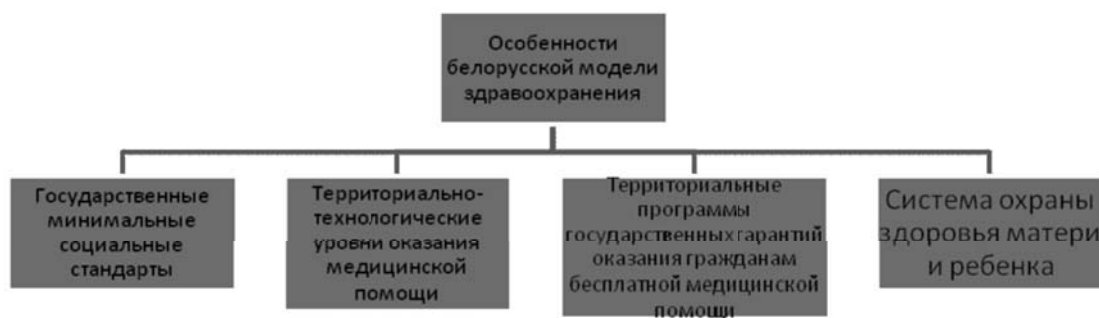 Особенности
белорусской модели
здравоохранения
Государственные
минимальные
социальные
стандарты
Территориально-
технологические
уровни оказания
медицинской
помощи
Территориальные
программы
государственных гарантий
оказания гражданам
бесплатной медицинской
помощи
Система охраны
здоровья матери
и ребенка